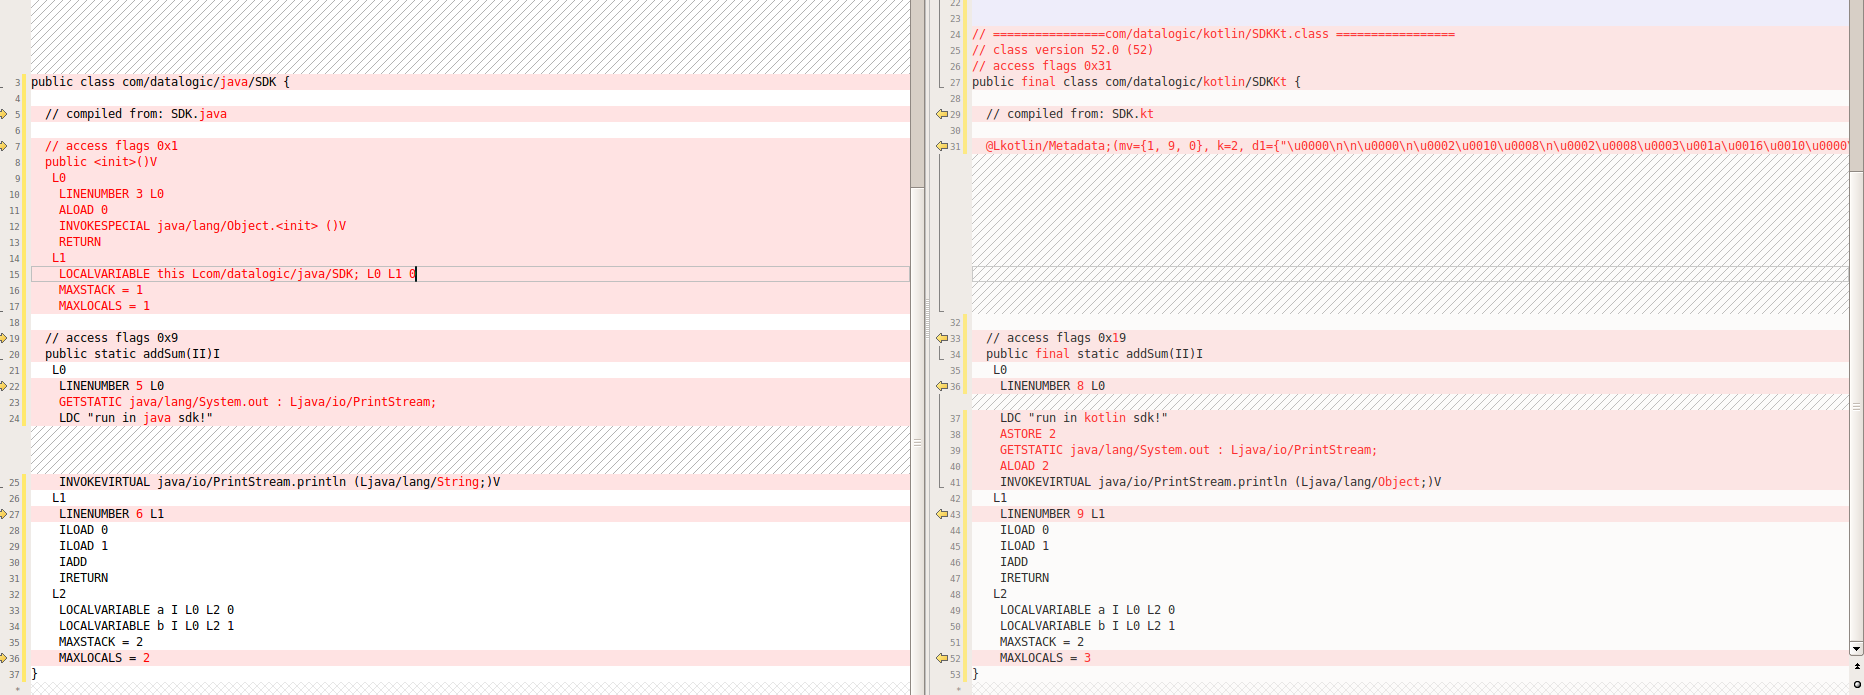 3 public class com/datalogic/java/SDK {
4
5 // compiled from: SDK.java
6
7 // access flags 0x1
8 public <init>()V
9 L0
10 LINENUMBER 3 L0
11 ALOAD 0
12 INVOKESPECIAL java/lang/Object.<init> ()V
13 RETURN
14 L1
15 LOCALVARIABLE this Lcom/datalogic/java/SDK; L0 L1 0
16 MAXSTACK = 1
17 MAXLOCALS = 1
18
19 // access flags 0x9
20 public static addSum(II)I
21 L0
22 LINENUMBER 5 L0
23 GETSTATIC java/lang/System.out : Ljava/io/PrintStream;
24 LDC "run in java sdk!"
25 INVOKEVIRTUAL java/io/PrintStream.println (Ljava/lang/String;)V
26 L1
27 LINENUMBER 6 L1
28 ILOAD 0
29 ILOAD 1
30 IADD
31 IRETURN
32 L2
33 LOCALVARIABLE a I L0 L2 0
34 LOCALVARIABLE b I L0 L2 1
35 MAXSTACK = 2
36 MAXLOCALS = 2
37 }
*
22
23
24 // ================com/datalogic/kotlin/SDKKt.class =================
25 // class version 52.0 (52)
26 // access flags 0x31
27 public final class com/datalogic/kotlin/SDKKt {
28
29 // compiled from: SDK.kt
30
31 @Lkotlin/Metadata;(mv={1, 9, 0}, k=2, d1={"\u0000\n\n\u0000\n\u0002\u0010\u0008\n\u0002\u0008\u0003\u001a\u0016\u0010\u0000
32
33 // access flags 0x19
34 public final static addSum(II)I
35 L0
36 LINENUMBER 8 L0
37 LDC "run in kotlin sdk!"
38 ASTORE 2
39 GETSTATIC java/lang/System.out : Ljava/io/PrintStream;
40 ALOAD 2
41 INVOKEVIRTUAL java/io/PrintStream.println (Ljava/lang/Object;)V
42 L1
43 LINENUMBER 9 L1
44 ILOAD 0
45 ILOAD 1
46 IADD
47 IRETURN
48 L2
49 LOCALVARIABLE a I L0 L2 0
50 LOCALVARIABLE b I L0 L2 1
51 MAXSTACK = 2
52 MAXLOCALS = 3
53 }
*